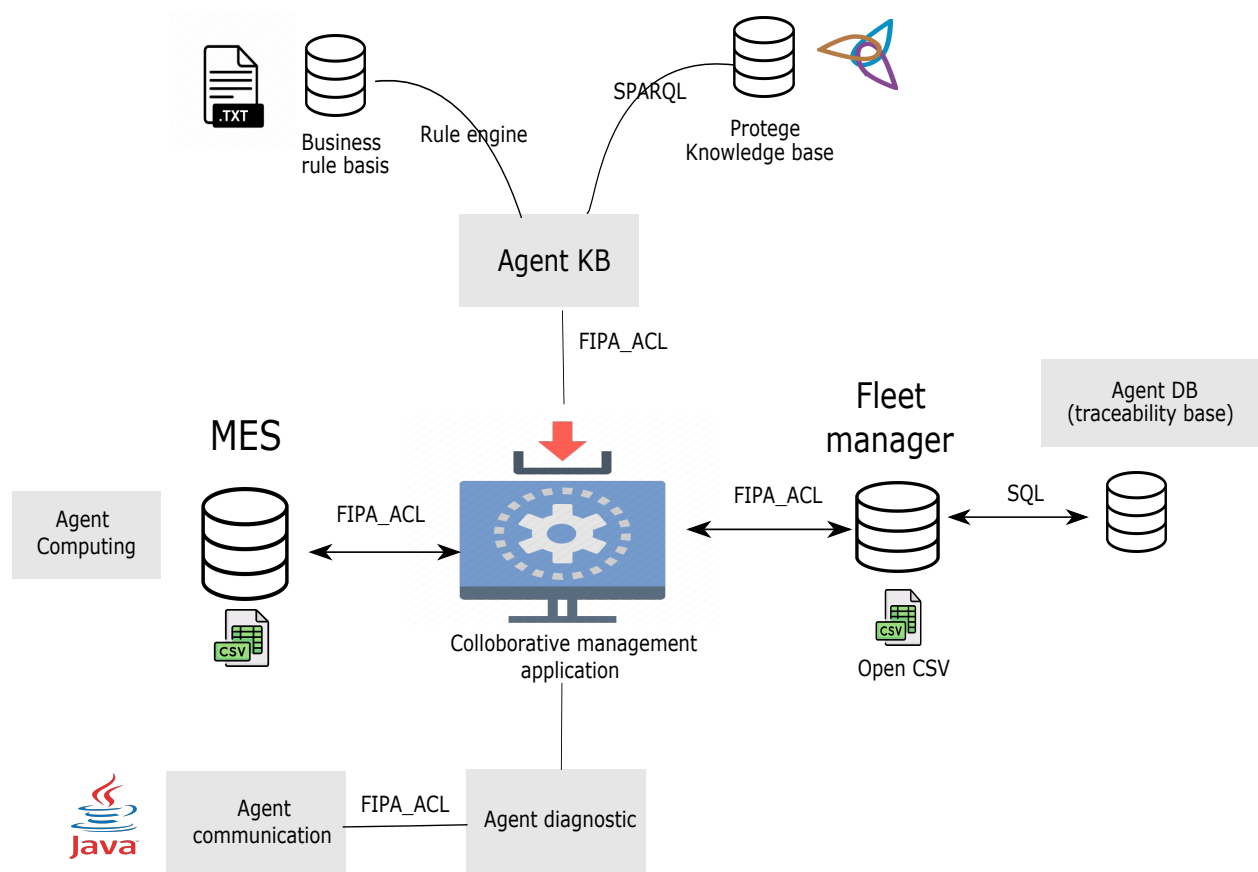 .TXT
Business
rule basis
Rule engine
SPARQL
Protege
Knowledge base
Agent KB
FIPA_ACL
MES
Fleet
manager
Agent DB
(traceability base)
Agent
Computing
FIPA_ACL
FIPA_ACL
SQL
CSV
CSV
Open CSV
Colloborative management
application
Java
Agent
communication
FIPA_ACL
Agent diagnostic